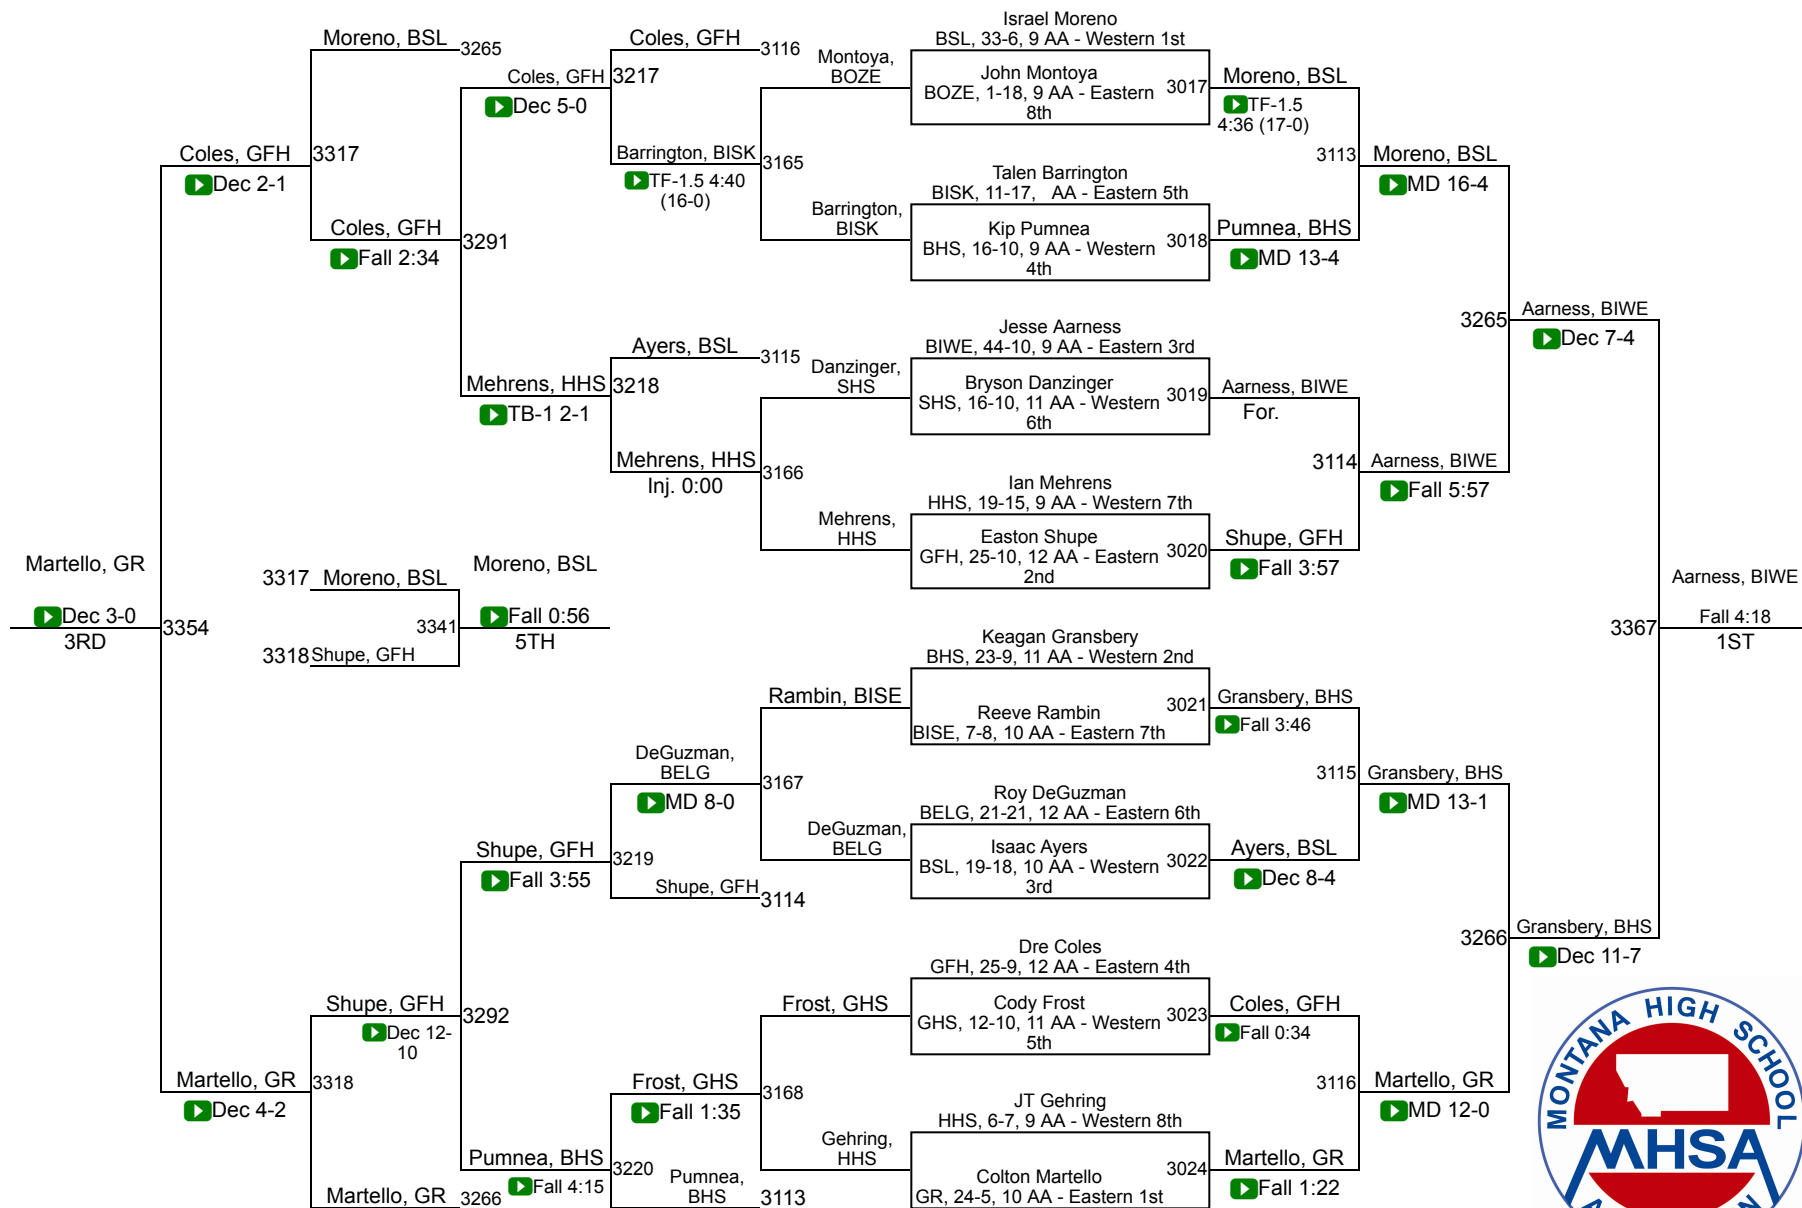 Israel Moreno
BSL, 33-6, 9 AA - Western 1st
John Montoya
BOZE, 1-18, 9 AA - Eastern
8th
3017
Talen Barrington
BISK, 11-17, AA - Eastern 5th
Kip Pumnea
BHS, 16-10, 9 AA - Western
4th
3018
Jesse Aarness
BIWE, 44-10, 9 AA - Eastern 3rd
Bryson Danzinger
SHS, 16-10, 11 AA - Western
6th
3019
Ian Mehrens
HHS, 19-15, 9 AA - Western 7th
Easton Shupe
GFH, 25-10, 12 AA - Eastern
2nd
3020
Keagan Gransbery
BHS, 23-9, 11 AA - Western 2nd
Reeve Rambin
BISE, 7-8, 10 AA - Eastern 7th
3021
Roy DeGuzman
BELG, 21-21, 12 AA - Eastern 6th
Isaac Ayers
BSL, 19-18, 10 AA - Western
3rd
3022
Dre Coles
GFH, 25-9, 12 AA - Eastern 4th
Cody Frost
GHS, 12-10, 11 AA - Western
5th
3023
JT Gehring
HHS, 6-7, 9 AA - Western 8th
Colton Martello
GR, 24-5, 10 AA - Eastern 1st
3024
Moreno, BSL
TF-1.5
4:36 (17-0)
3113
Pumnea, BHS
MD 13-4
Aarness, BIWE
For.
3114
Shupe, GFH
Fall 3:57
Gransbery, BHS
Fall 3:46
3115
Ayers, BSL
Dec 8-4
Coles, GFH
Fall 0:34
3116
Martello, GR
Fall 1:22
Moreno, BSL
MD 16-4
3265
Aarness, BIWE
Fall 5:57
Gransbery, BHS
MD 13-1
3266
Martello, GR
MD 12-0
Aarness, BIWE
Dec 7-4
3367
Gransbery, BHS
Dec 11-7
Aarness, BIWE
Fall 4:18
1ST
Montoya,
BOZE
3165
Barrington,
BISK
Danzinger,
SHS
3166
Mehrens,
HHS
Rambin, BISE
3167
DeGuzman,
BELG
Frost, GHS
3168
Gehring,
HHS
Coles, GFH
3116
3217
Barrington, BISK
TF-1.5 4:40
(16-0)
Ayers, BSL
3115
3218
Mehrens, HHS
Inj. 0:00
DeGuzman,
BELG
MD 8-0
3219
Shupe, GFH
3114
Frost, GHS
Fall 1:35
3220
Pumnea,
BHS
3113
Coles, GFH
Dec 5-0
3291
Mehrens, HHS
TB-1 2-1
Shupe, GFH
Fall 3:55
3292
Pumnea, BHS
Fall 4:15
Moreno, BSL
3265
3317
Coles, GFH
Fall 2:34
Shupe, GFH
Dec 12-
10
3318
Martello, GR
3266
Coles, GFH
Dec 2-1
3354
Martello, GR
Dec 4-2
Martello, GR
Dec 3-0
3RD
3317
Moreno, BSL
3341
3318
Shupe, GFH
Moreno, BSL
Fall 0:56
5TH
MONTANA HIGH SCHOOL
MHSA